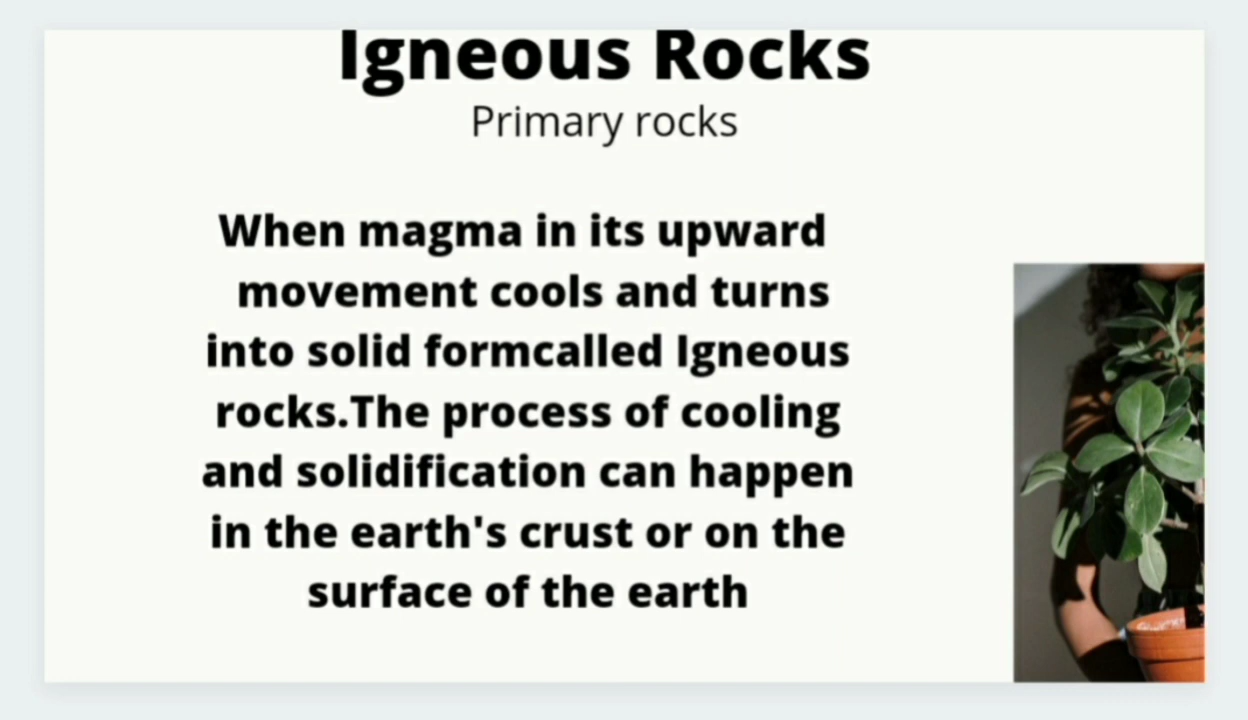 Igneous Rocks
Primary rocks
When magma in its upward
movement cools and turns
into solid formcalled Igneous
rocks.The process of cooling
and solidification can happen
in the earth's crust or on the
surface of the earth